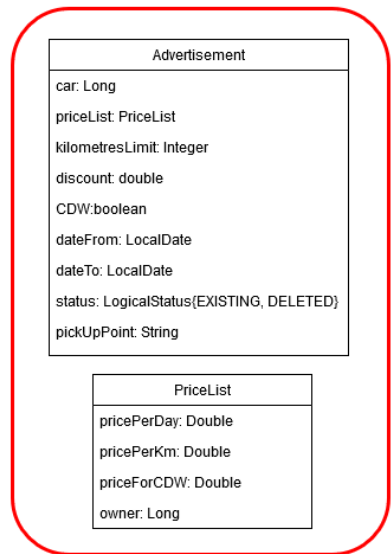 Advertisement
car: Long
priceList: PriceList
kilometresLimit: Integer
discount: double
CDW:boolean
dateFrom: LocalDate
dateTo: LocalDate
status: LogicalStatus{EXISTING, DELETED}
pickUpPoint: String
PriceList
pricePerDay: Double
pricePerKm: Double
priceForCDW: Double
owner: Long